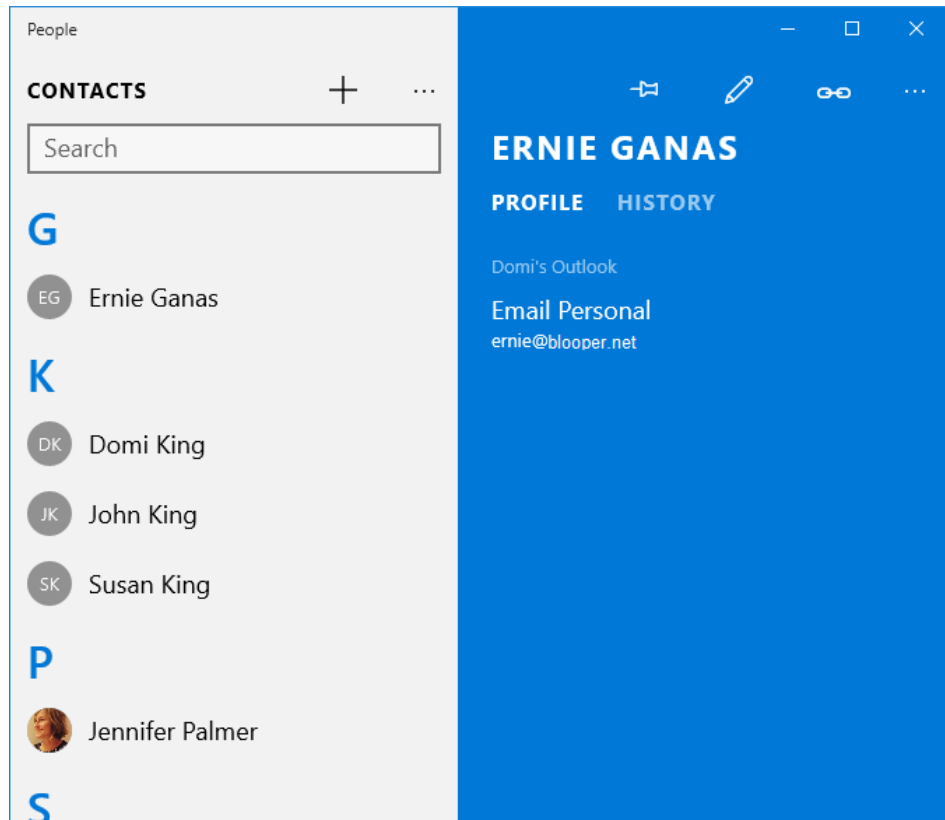 People
CONTACTS
Search
G
EG Ernie Ganas
K
DK Domi King
JK John King
SK Susan King
P
Jennifer Palmer
S
ERNIE GANAS
PROFILE HISTORY
Domi's Outlook
Email Personal
ernie@blooper.net